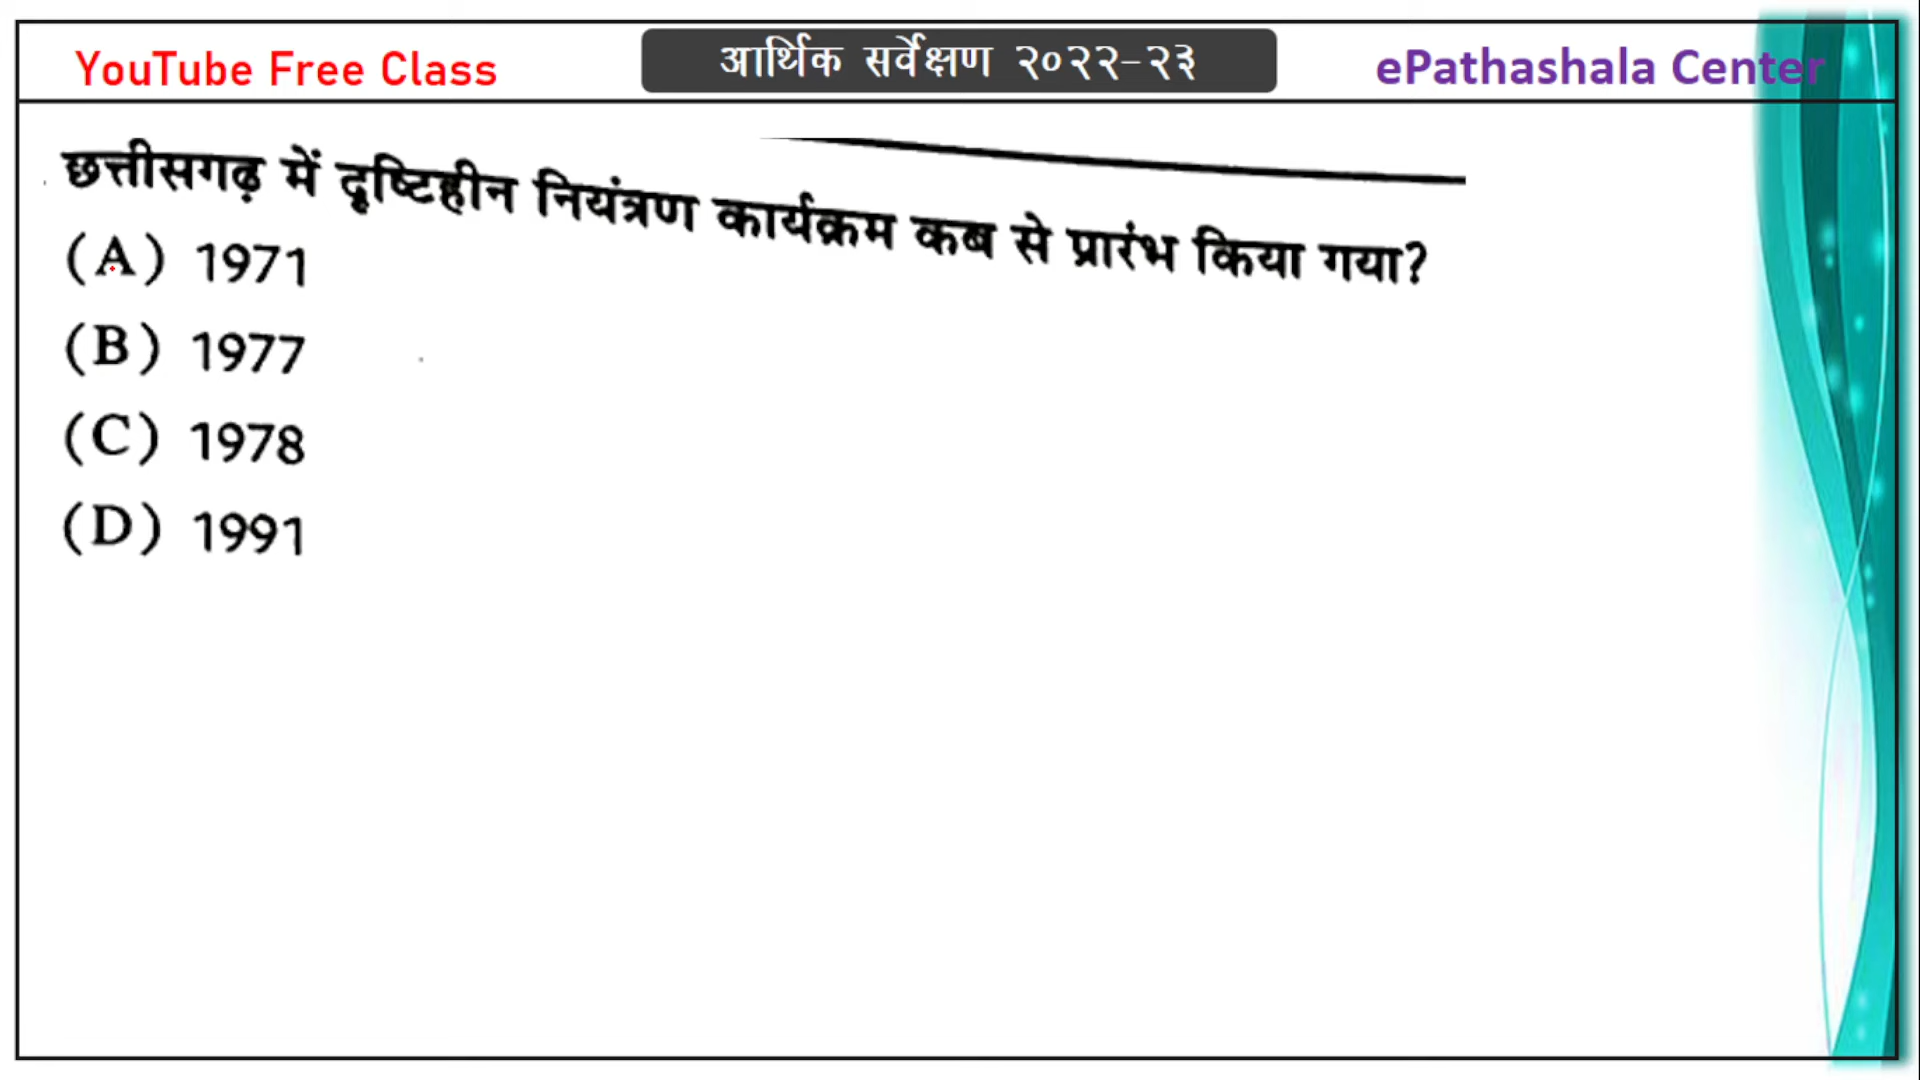 YouTube Free Class
आर्थिक सर्वेक्षण २०२२-२३
ePathashala Center
छत्तीसगढ़ में दृष्टिहीन नियंत्रण कार्यक्रम कब से प्रारंभ किया गया?
(A) 1971
(B) 1977
(C) 1978
(D) 1991